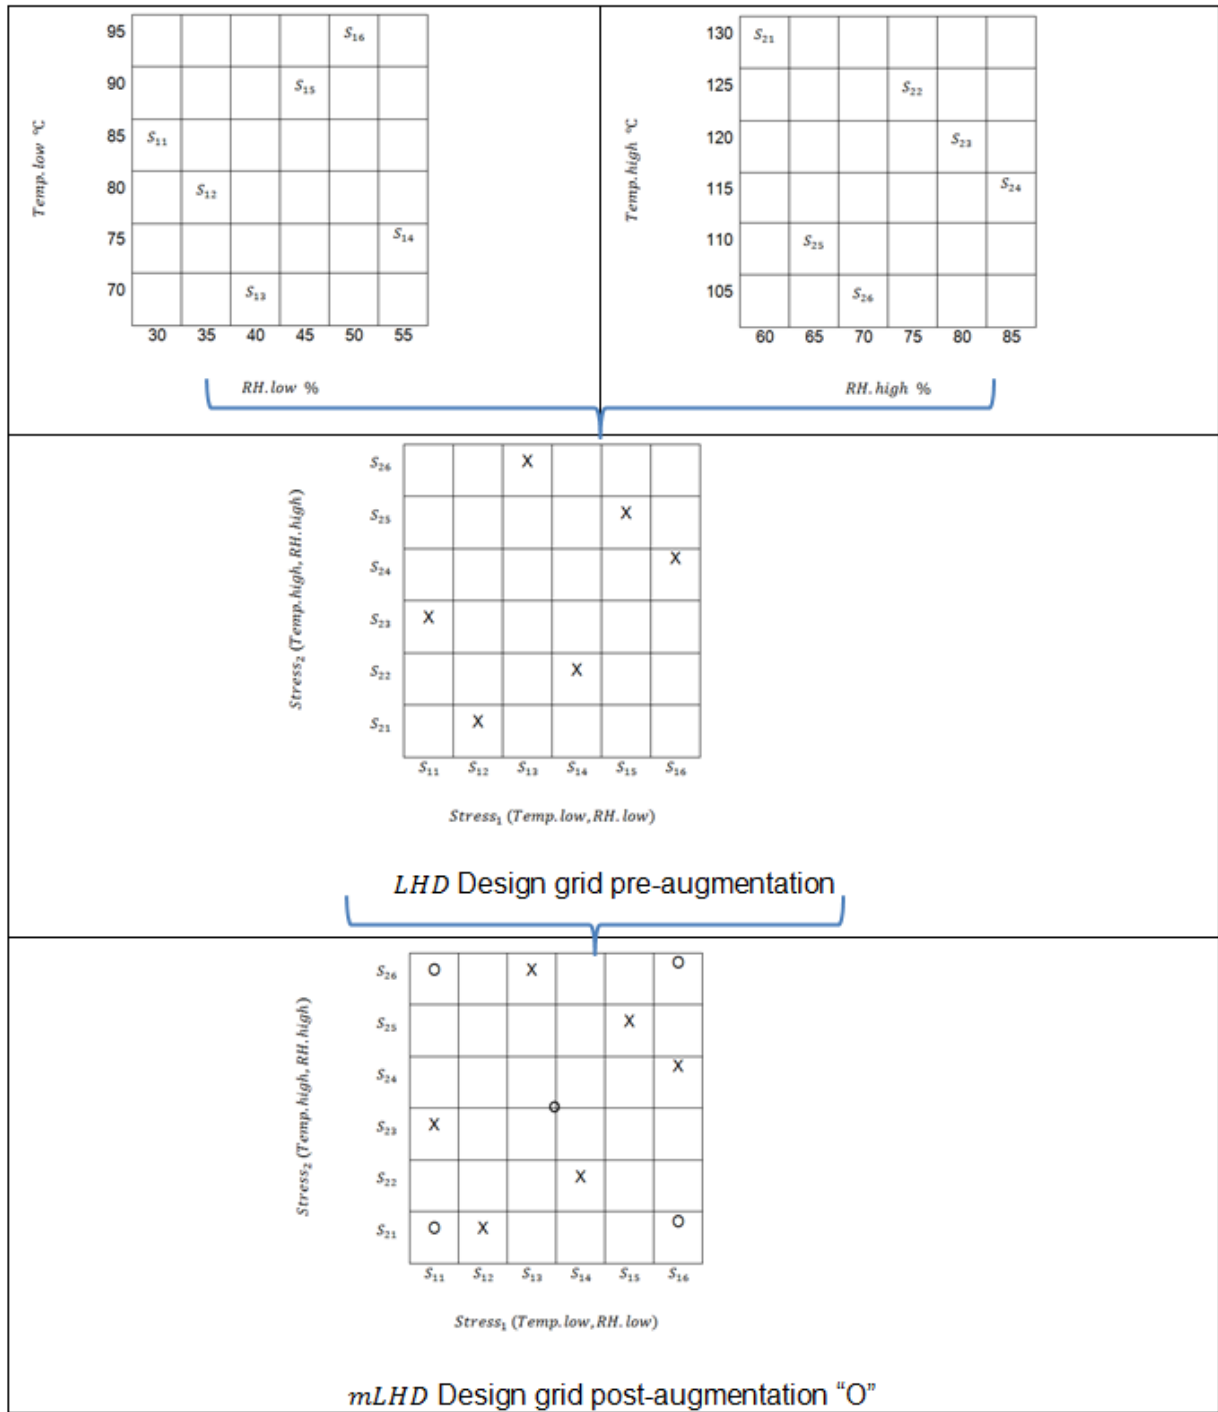 95 S₁₆
90 S₁₅
85 S₁₁
80 S₁₂
75 S₁₄
70 S₁₃
30 35 40 45 50 55
Temp.low °C
RH.low %
130 S₂₁
125 S₂₂
120 S₂₃
115 S₂₄
110 S₂₅
105 S₂₆
60 65 70 75 80 85
Temp.high °C
RH.high %
S₂₆ X
S₂₅ X
S₂₄ X
S₂₃ X
S₂₂ X
S₂₁ X
S₁₁ S₁₂ S₁₃ S₁₄ S₁₅ S₁₆
Stress₂ (Temp.high, RH.high)
Stress₁ (Temp.low, RH.low)
LHD Design grid pre-augmentation
S₂₆ O X O
S₂₅ X
S₂₄ X
O
S₂₃ X
S₂₂ X
S₂₁ O X O
S₁₁ S₁₂ S₁₃ S₁₄ S₁₅ S₁₆
Stress₂ (Temp.high, RH.high)
Stress₁ (Temp.low, RH.low)
mLHD Design grid post-augmentation “O”